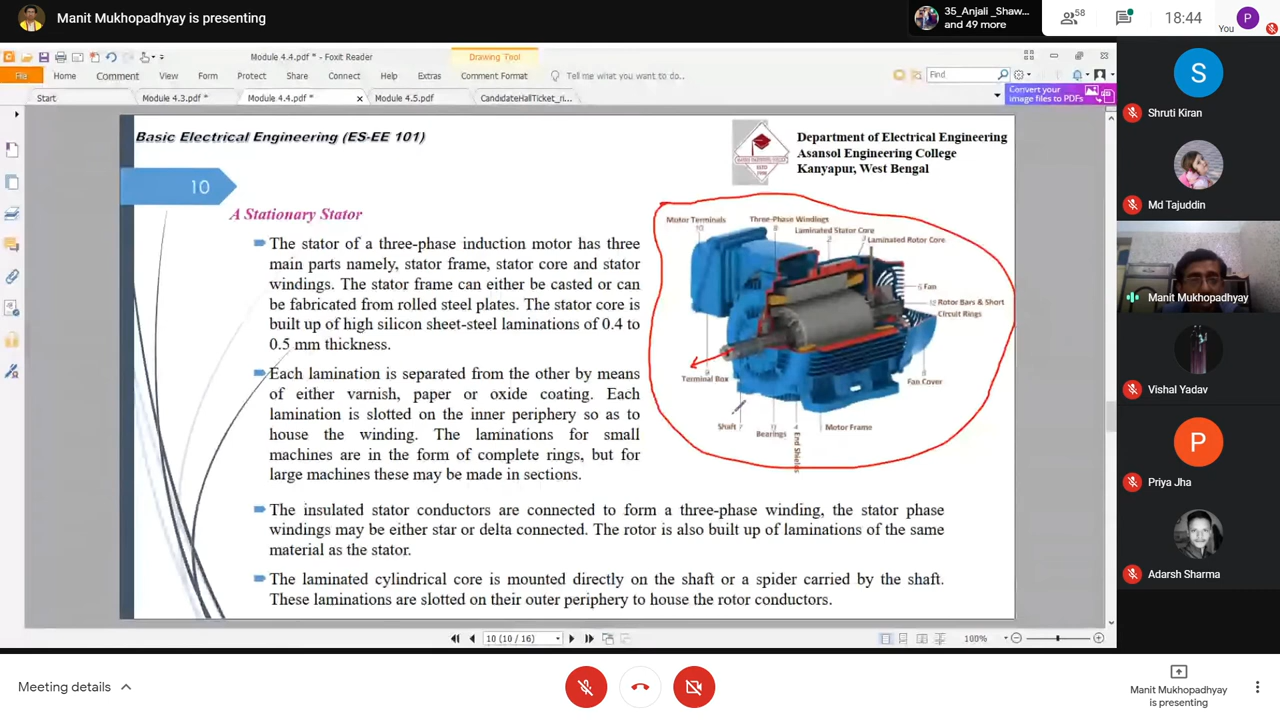 Manit Mukhopadhyay is presenting
35_Anjali _Shaw...
and 49 more
58
18:44
You
P
Module 4.4.pdf * - Foxit Reader
Drawing Tool
File
Home
Comment
View
Form
Protect
Share
Connect
Help
Extras
Comment Format
Tell me what you want to do...
Find
Start
Module 4.3.pdf *
Module 4.4.pdf *
Module 4.5.pdf
CandidateHallTicket_ri...
Convert your
image files to PDFs
Basic Electrical Engineering (ES-EE 101)
Department of Electrical Engineering
Asansol Engineering College
Kanyapur, West Bengal
10
A Stationary Stator
The stator of a three-phase induction motor has three
main parts namely, stator frame, stator core and stator
windings. The stator frame can either be casted or can
be fabricated from rolled steel plates. The stator core is
built up of high silicon sheet-steel laminations of 0.4 to
0.5 mm thickness.
Each lamination is separated from the other by means
of either varnish, paper or oxide coating. Each
lamination is slotted on the inner periphery so as to
house the winding. The laminations for small
machines are in the form of complete rings, but for
large machines these may be made in sections.
The insulated stator conductors are connected to form a three-phase winding, the stator phase
windings may be either star or delta connected. The rotor is also built up of laminations of the same
material as the stator.
The laminated cylindrical core is mounted directly on the shaft or a spider carried by the shaft.
These laminations are slotted on their outer periphery to house the rotor conductors.
Motor Terminals
10
Three-Phase Windings
8
Laminated Stator Core
2
3 Laminated Rotor Core
Fan
12 Rotor Bars & Short
Circuit Rings
9
Terminal Box
Fan Cover
Shaft 7
Bearings
4
End Shields
Motor Frame
10 (10 / 16)
100%
S
Shruti Kiran
Md Tajuddin
Manit Mukhopadhyay
Vishal Yadav
P
Priya Jha
Adarsh Sharma
Meeting details
Manit Mukhopadhyay
is presenting